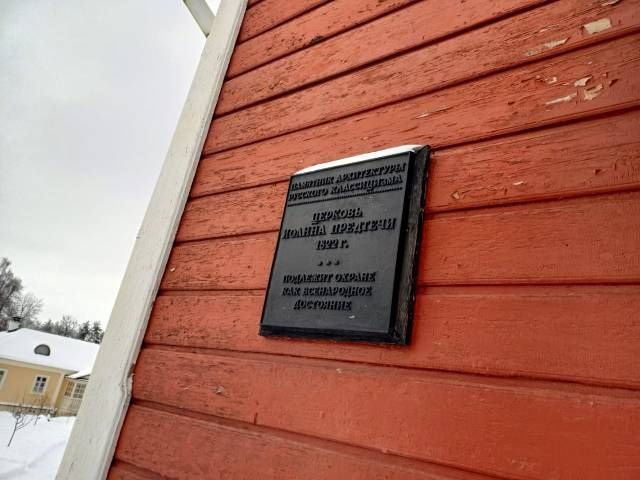 ПАМЯТНИК АРХИТЕКТУРЫ
РУССКОГО КЛАССИЦИЗМА
ЦЕРКОВЬ
ИОАННА ПРЕДТЕЧИ
1822 г.
* * *
ПОДЛЕЖИТ ОХРАНЕ
КАК ВСЕНАРОДНОЕ
ДОСТОЯНИЕ